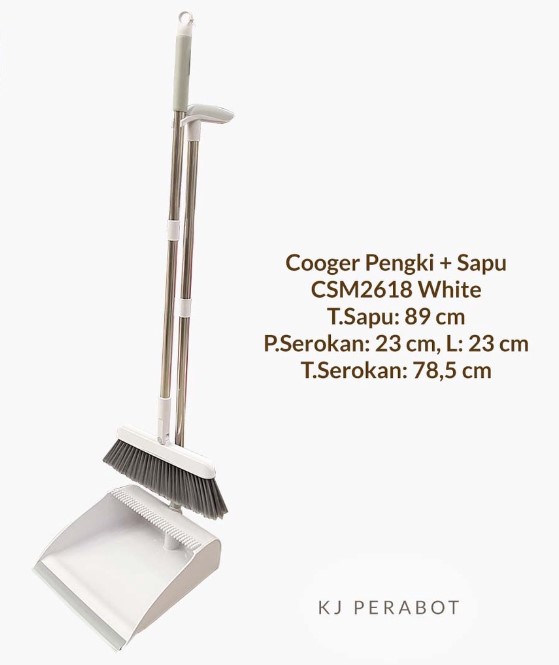 Cooger Pengki + Sapu
CSM2618 White
T.Sapu: 89 cm
P.Serokan: 23 cm, L: 23 cm
T.Serokan: 78,5 cm
KJ PERABOT